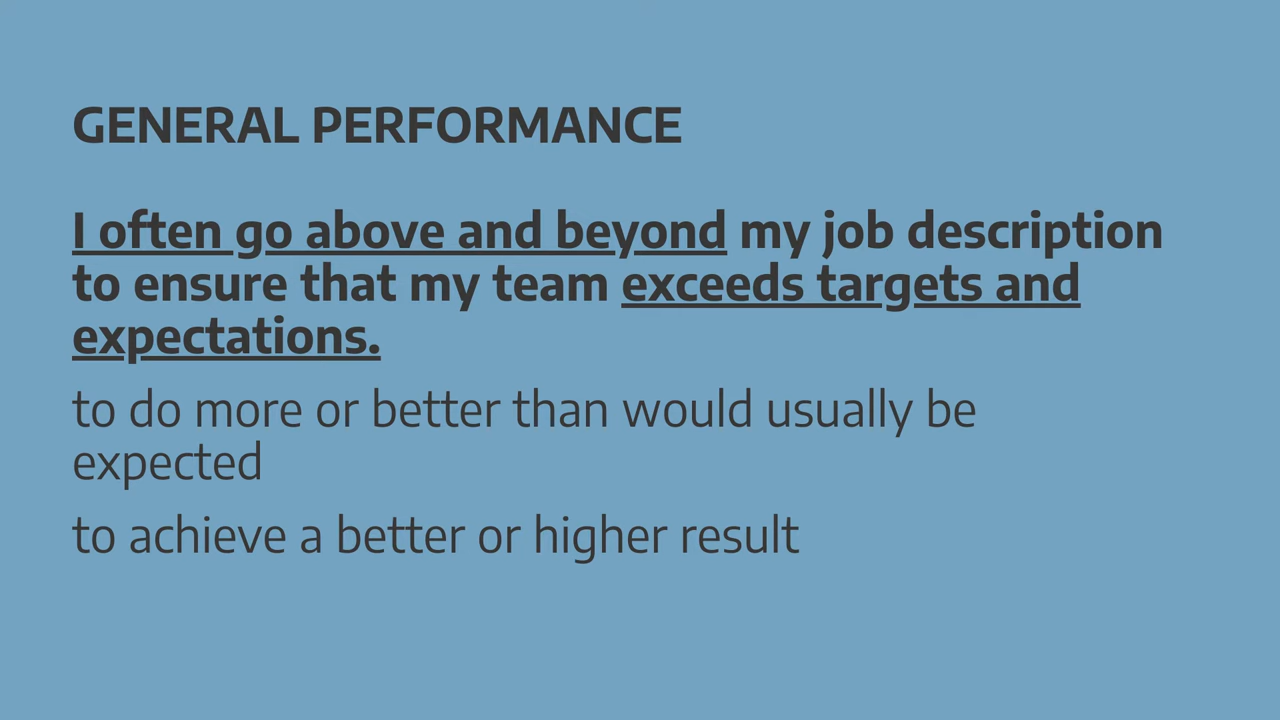 GENERAL PERFORMANCE
I often go above and beyond my job description
to ensure that my team exceeds targets and
expectations.
to do more or better than would usually be
expected
to achieve a better or higher result